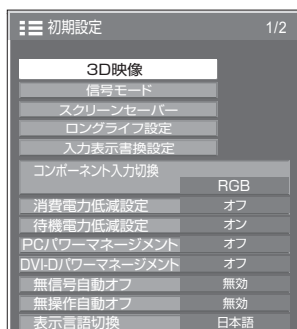 初期設定 1/2
3D映像
信号モード
スクリーンセーバー
ロングライフ設定
入力表示書換設定
コンポーネント入力切換
RGB
消費電力低減設定 オフ
待機電力低減設定 オン
PCパワーマネージメント オフ
DVI-Dパワーマネージメント オフ
無信号自動オフ 無効
無操作自動オフ 無効
表示言語切換 日本語